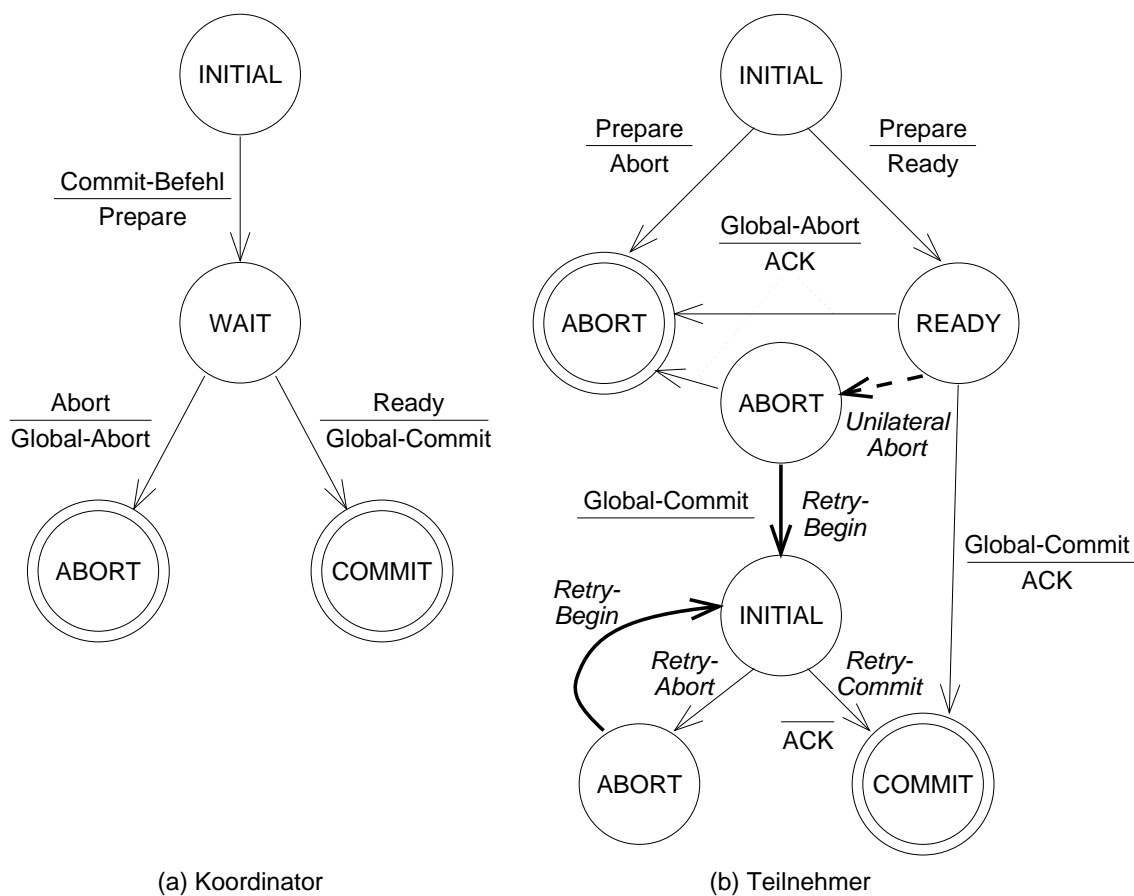 INITIAL
Commit-Befehl
Prepare
WAIT
Abort
Global-Abort
Ready
Global-Commit
ABORT
COMMIT
(a) Koordinator
INITIAL
Prepare
Abort
Prepare
Ready
Global-Abort
ACK
ABORT
READY
ABORT
Unilateral
Abort
Global-Commit
Retry-
Begin
Global-Commit
ACK
Retry-
Begin
INITIAL
Retry-
Abort
Retry-
Commit
ACK
ABORT
COMMIT
(b) Teilnehmer